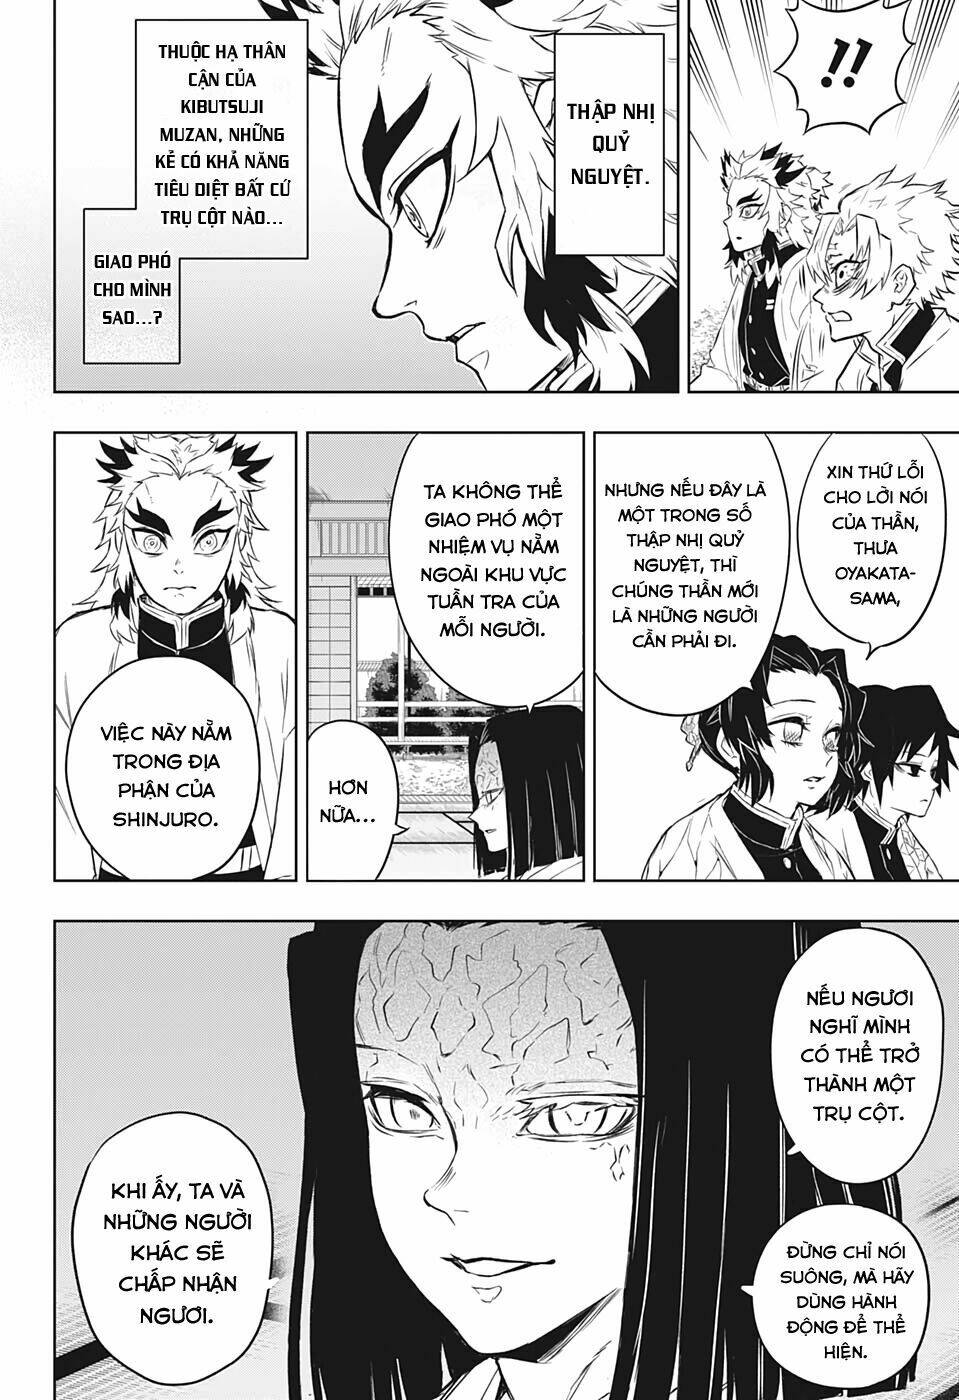 !!
THẬP NHỊ
QUỶ
NGUYỆT.
THUỘC HẠ THÂN
CẬN CỦA
KIBUTSUJI
MUZAN, NHỮNG
KẺ CÓ KHẢ NĂNG
TIÊU DIỆT BẤT CỨ
TRỤ CỘT NÀO...
GIAO PHÓ
CHO MÌNH
SAO...?
XIN THỨ LỖI
CHO LỜI NÓI
CỦA THẦN,
THƯA
OYAKATA-
SAMA,
NHƯNG NẾU ĐÂY LÀ
MỘT TRONG SỐ
THẬP NHỊ QUỶ
NGUYỆT, THÌ
CHÚNG THẦN MỚI
LÀ NHỮNG NGƯỜI
CẦN PHẢI ĐI.
TA KHÔNG THỂ
GIAO PHÓ MỘT
NHIỆM VỤ NẰM
NGOÀI KHU VỰC
TUẦN TRA CỦA
MỖI NGƯỜI.
HƠN
NỮA...
VIỆC NÀY NẰM
TRONG ĐỊA
PHẬN CỦA
SHINJURO.
NẾU NGƯƠI
NGHĨ MÌNH
CÓ THỂ TRỞ
THÀNH MỘT
TRỤ CỘT.
ĐỪNG CHỈ NÓI
SUÔNG, MÀ HÃY
DÙNG HÀNH
ĐỘNG ĐỂ THỂ
HIỆN.
KHI ẤY, TA VÀ
NHỮNG NGƯỜI
KHÁC SẼ
CHẤP NHẬN
NGƯƠI.